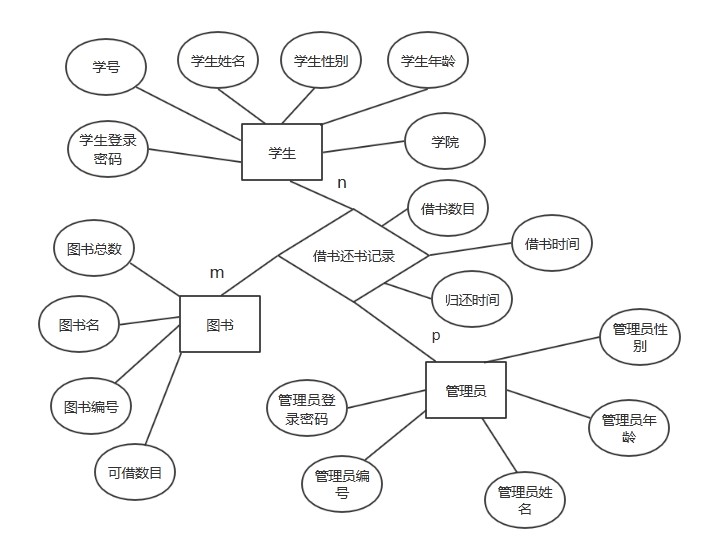 学号
学生姓名
学生性别
学生年龄
学生登录
密码
学生
学院
n
借书数目
图书总数
借书还书记录
借书时间
m
归还时间
图书名
图书
p
管理员性
别
管理员
图书编号
管理员登
录密码
管理员年
龄
可借数目
管理员编
号
管理员姓
名